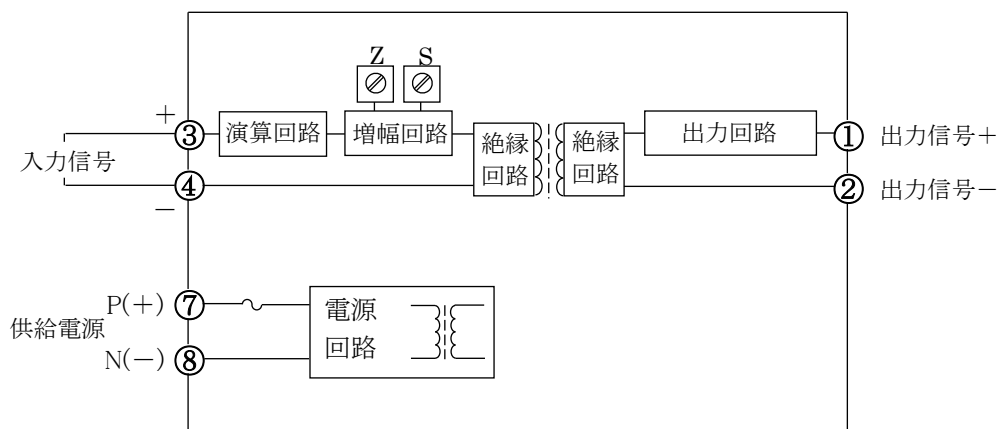 Z S
+
③ 演算回路 増幅回路 絶縁回路 絶縁回路 出力回路 ① 出力信号+
入力信号
④ ② 出力信号-
-
P(+) ⑦ 電源回路
供給電源
N(-) ⑧